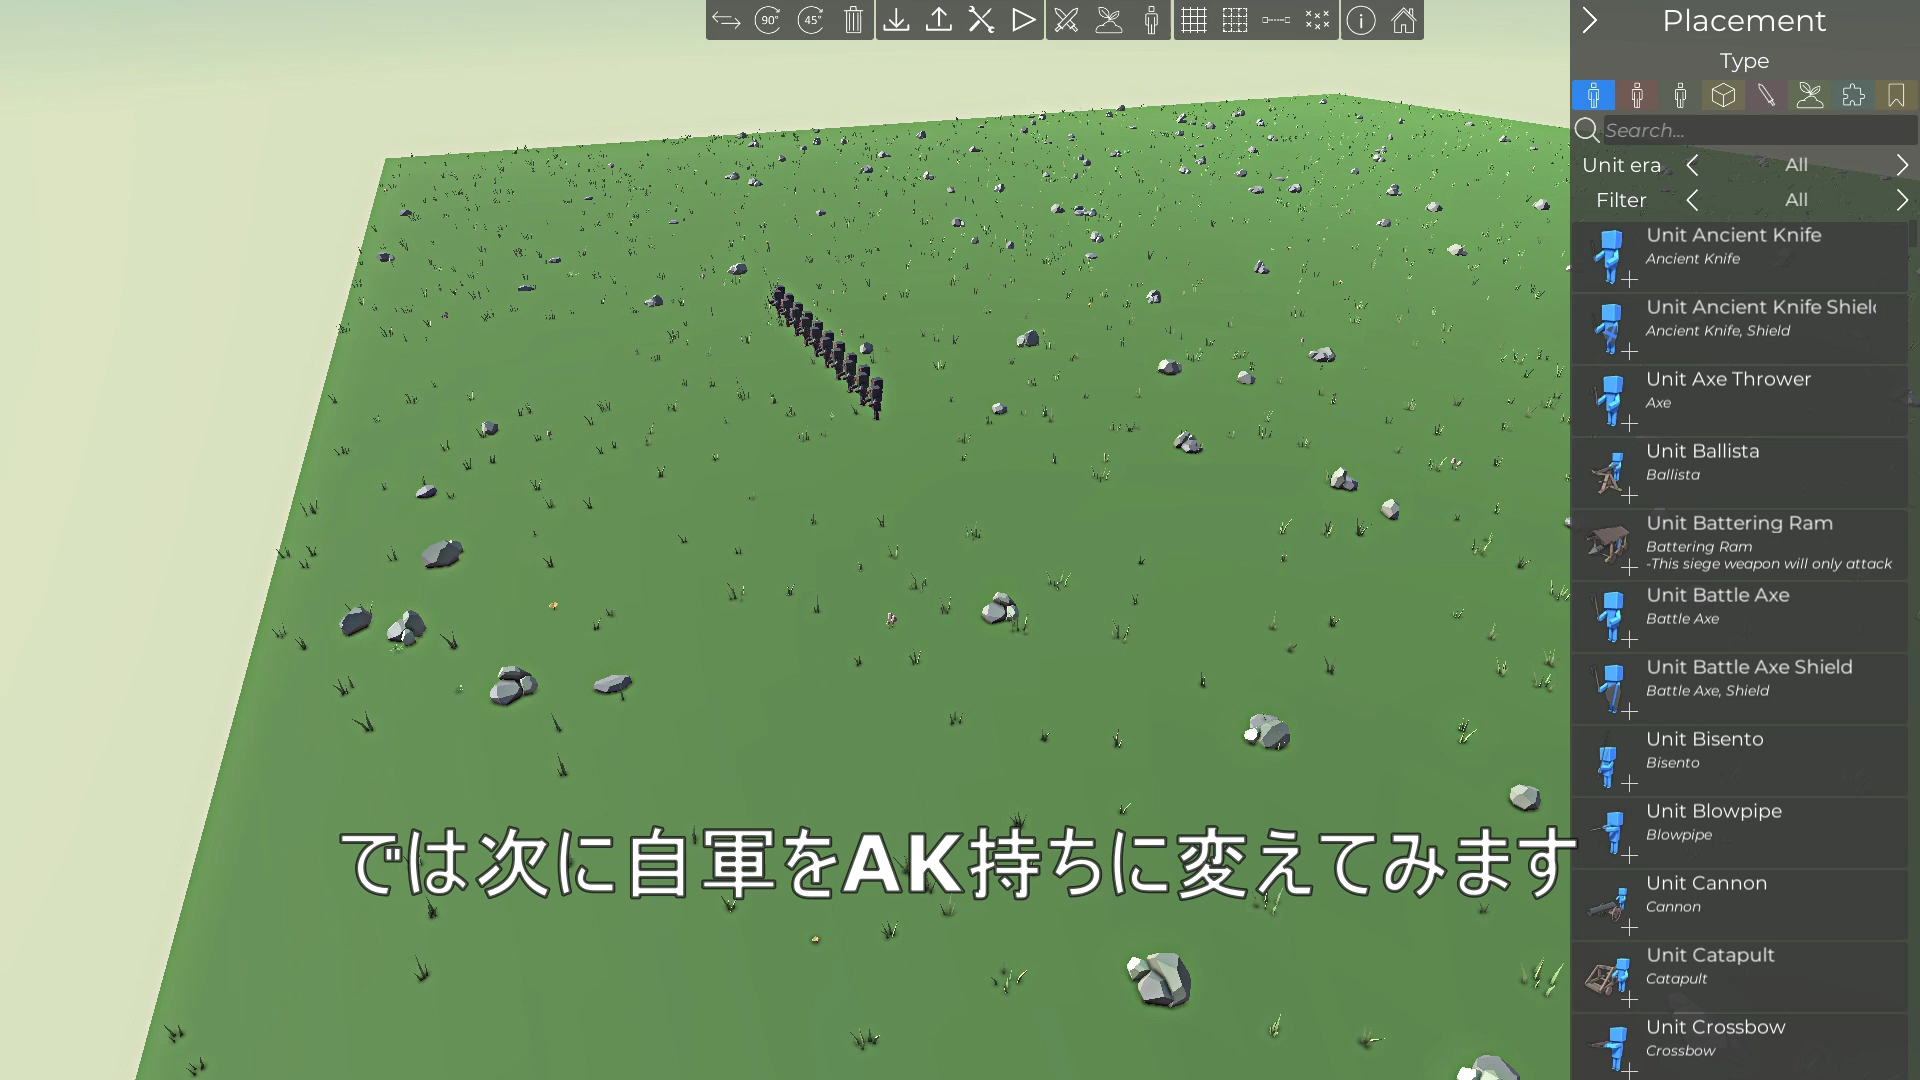 90°
45°
Placement
Type
Search...
Unit era
All
Filter
All
Unit Ancient Knife
Ancient Knife
Unit Ancient Knife Shiel
Ancient Knife, Shield
Unit Axe Thrower
Axe
Unit Ballista
Ballista
Unit Battering Ram
Battering Ram
-This siege weapon will only attack
Unit Battle Axe
Battle Axe
Unit Battle Axe Shield
Battle Axe, Shield
Unit Bisento
Bisento
Unit Blowpipe
Blowpipe
Unit Cannon
Cannon
Unit Catapult
Catapult
Unit Crossbow
Crossbow
では次に自軍をAK持ちに変えてみます